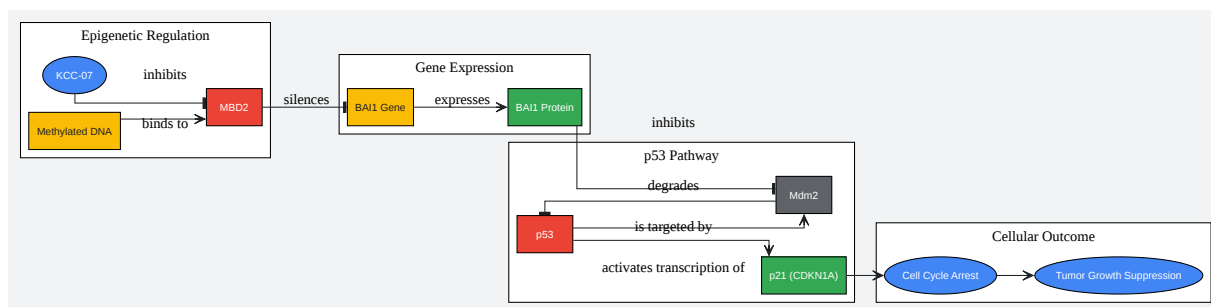 Epigenetic Regulation
KCC-07
inhibits
MBD2
Methylated DNA
binds to
silences
Gene Expression
BAI1 Gene
expresses
BAI1 Protein
inhibits
p53 Pathway
degrades
Mdm2
p53
is targeted by
activates transcription of
p21 (CDKN1A)
Cellular Outcome
Cell Cycle Arrest
Tumor Growth Suppression